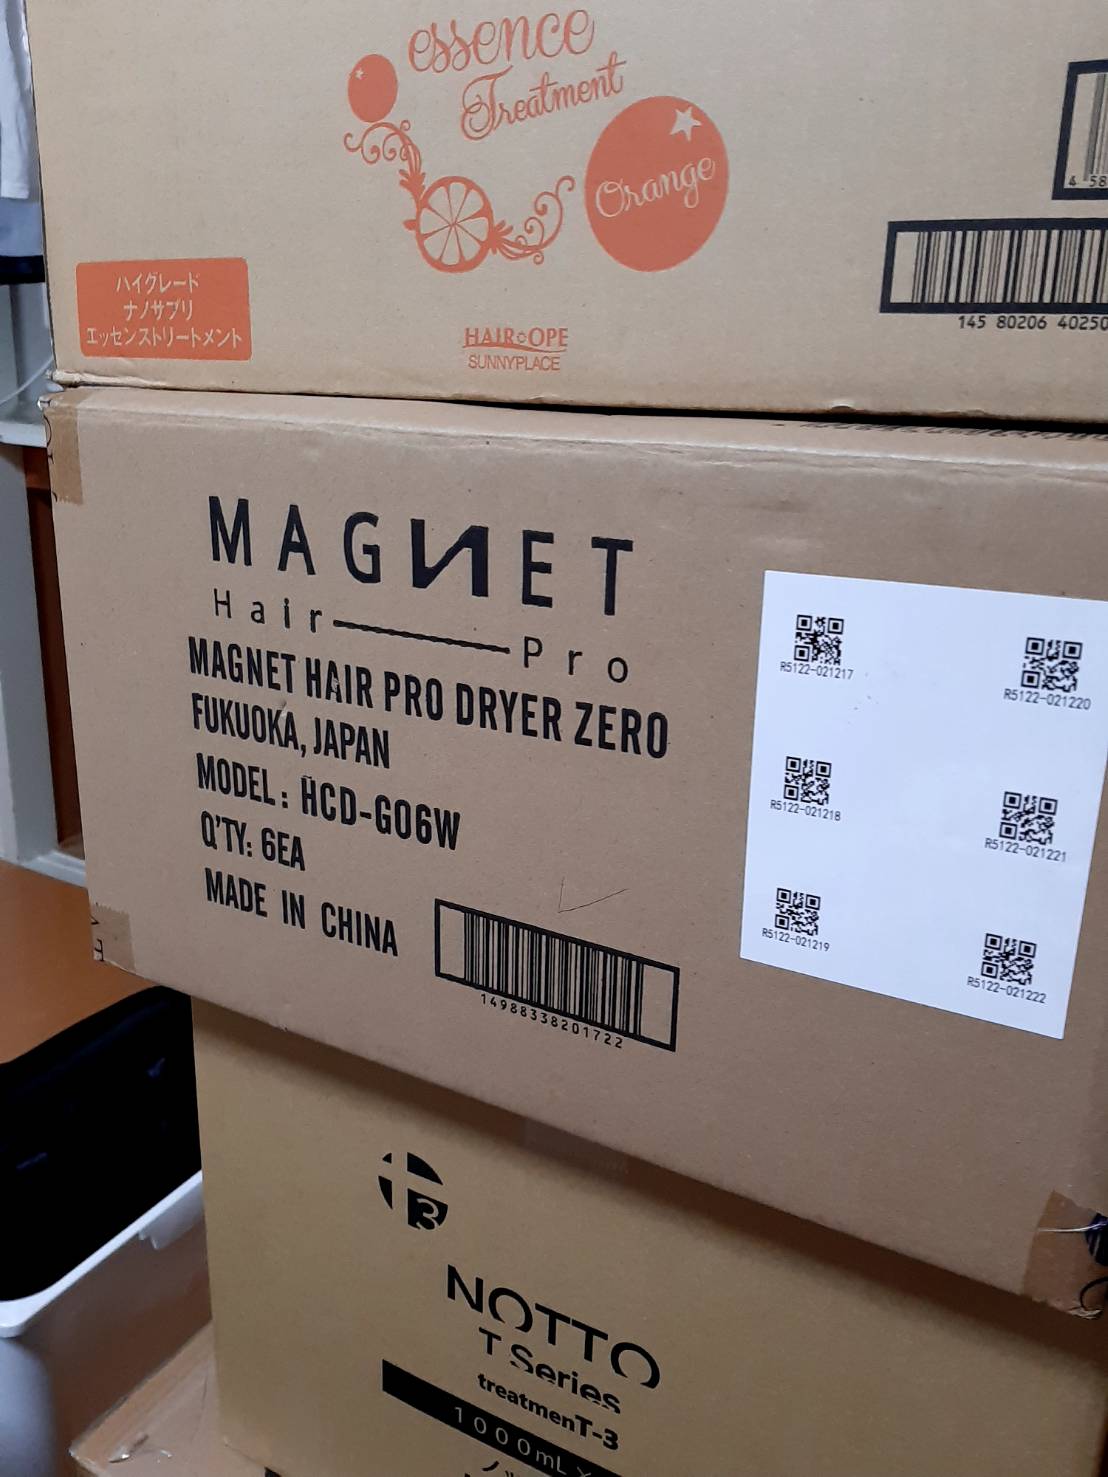 essence
Treatment
Orange
ハイグレード
ナノサプリ
エッセンストリートメント
HAIR OPE
SUNNYPLACE
4 58
145 80206 40250
MAGNET
Hair Pro
MAGNET HAIR PRO DRYER ZERO
FUKUOKA, JAPAN
MODEL : HCD-G06W
Q'TY: 6EA
MADE IN CHINA
14988338201722
R5122-021217
R5122-021220
R5122-021218
R5122-021221
R5122-021219
R5122-021222
3
NOTTO
T Series
treatmenT-3
1000mL